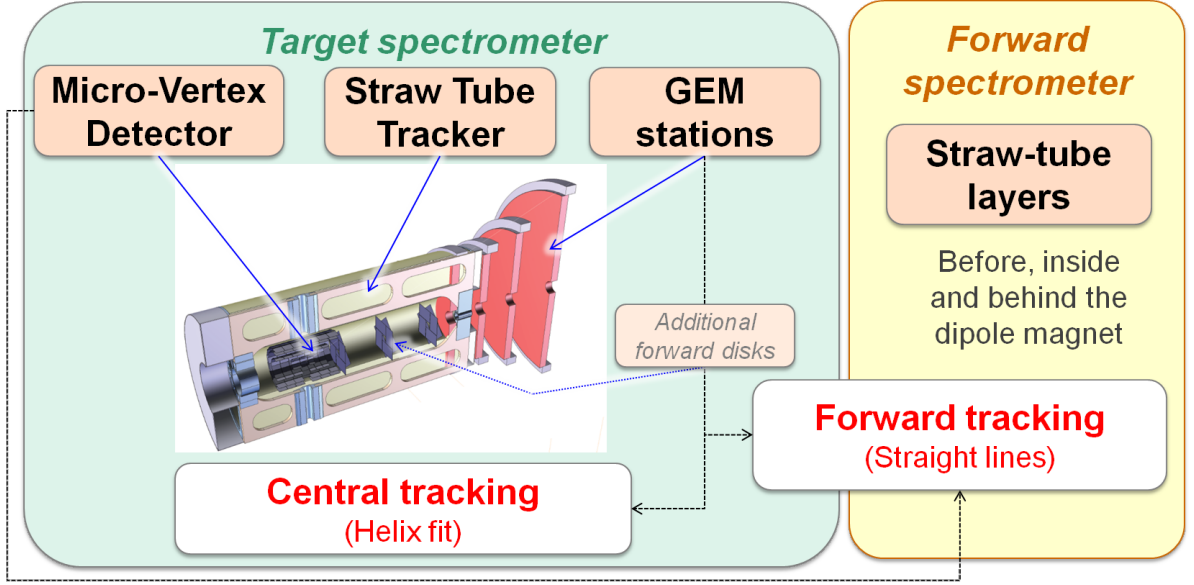 Target spectrometer
Micro-Vertex
Detector
Straw Tube
Tracker
GEM
stations
Additional
forward disks
Central tracking
(Helix fit)
Forward
spectrometer
Straw-tube
layers
Before, inside
and behind the
dipole magnet
Forward tracking
(Straight lines)